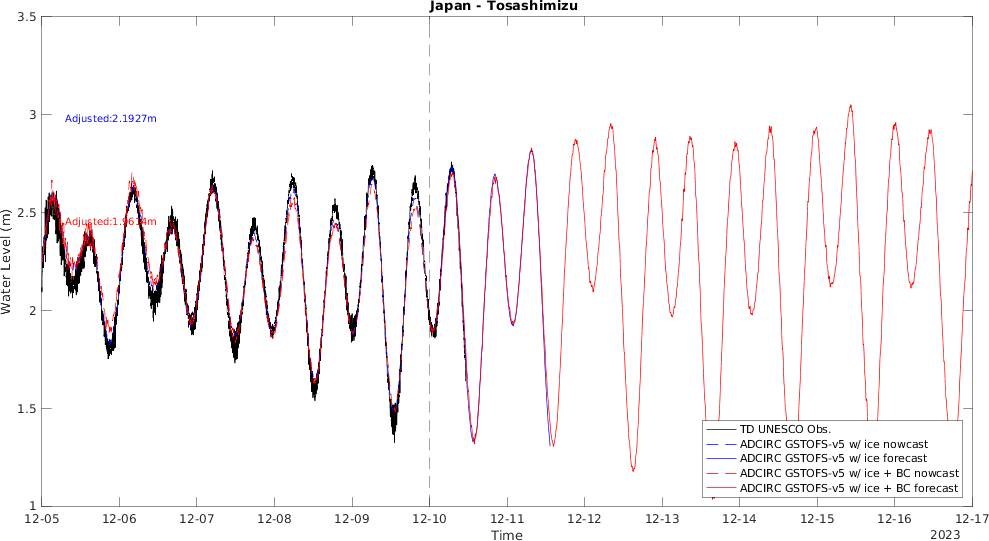 Japan - Tosashimizu
3.5
3
2.5
2
1.5
1
Water Level (m)
Adjusted:2.1927m
Adjusted:1.9614m
TD UNESCO Obs.
ADCIRC GSTOFS-v5 w/ ice nowcast
ADCIRC GSTOFS-v5 w/ ice forecast
ADCIRC GSTOFS-v5 w/ ice + BC nowcast
ADCIRC GSTOFS-v5 w/ ice + BC forecast
12-05 12-06 12-07 12-08 12-09 12-10 12-11 12-12 12-13 12-14 12-15 12-16 12-17
Time
2023